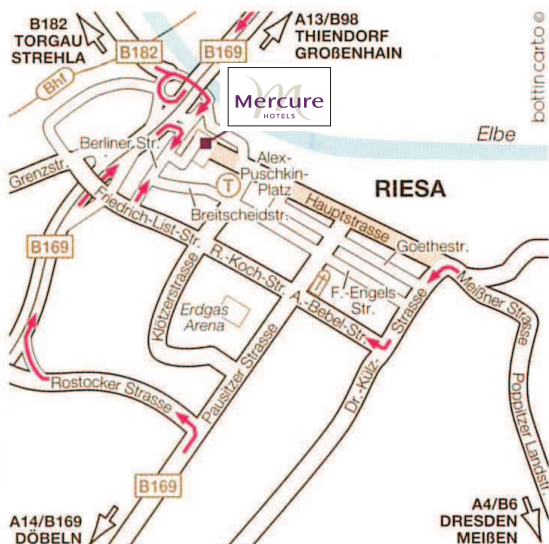 B182
TORGAU
STREHLA
B182
B169
A13/B98
THIENDORF
GROßENHAIN
bottincarto ©
Bhf
m
Mercure
HOTELS
Elbe
Berliner Str.
Grenzstr.
Alex-
Puschkin-
Platz
T
RIESA
Friedrich-List-Str.
Breitscheidstr.
Hauptstrasse
Goethestr.
B169
R.-Koch-Str.
F.-Engels-
Str.
Meißner Strasse
Klötzerstrasse
Erdgas
Arena
A.-Bebel-Str.
Dr.-Külz-
Strasse
Rostocker Strasse
Pausitzer Strasse
Poppitzer Landstr.
B169
A14/B169
DÖBELN
A4/B6
DRESDEN
MEIßEN